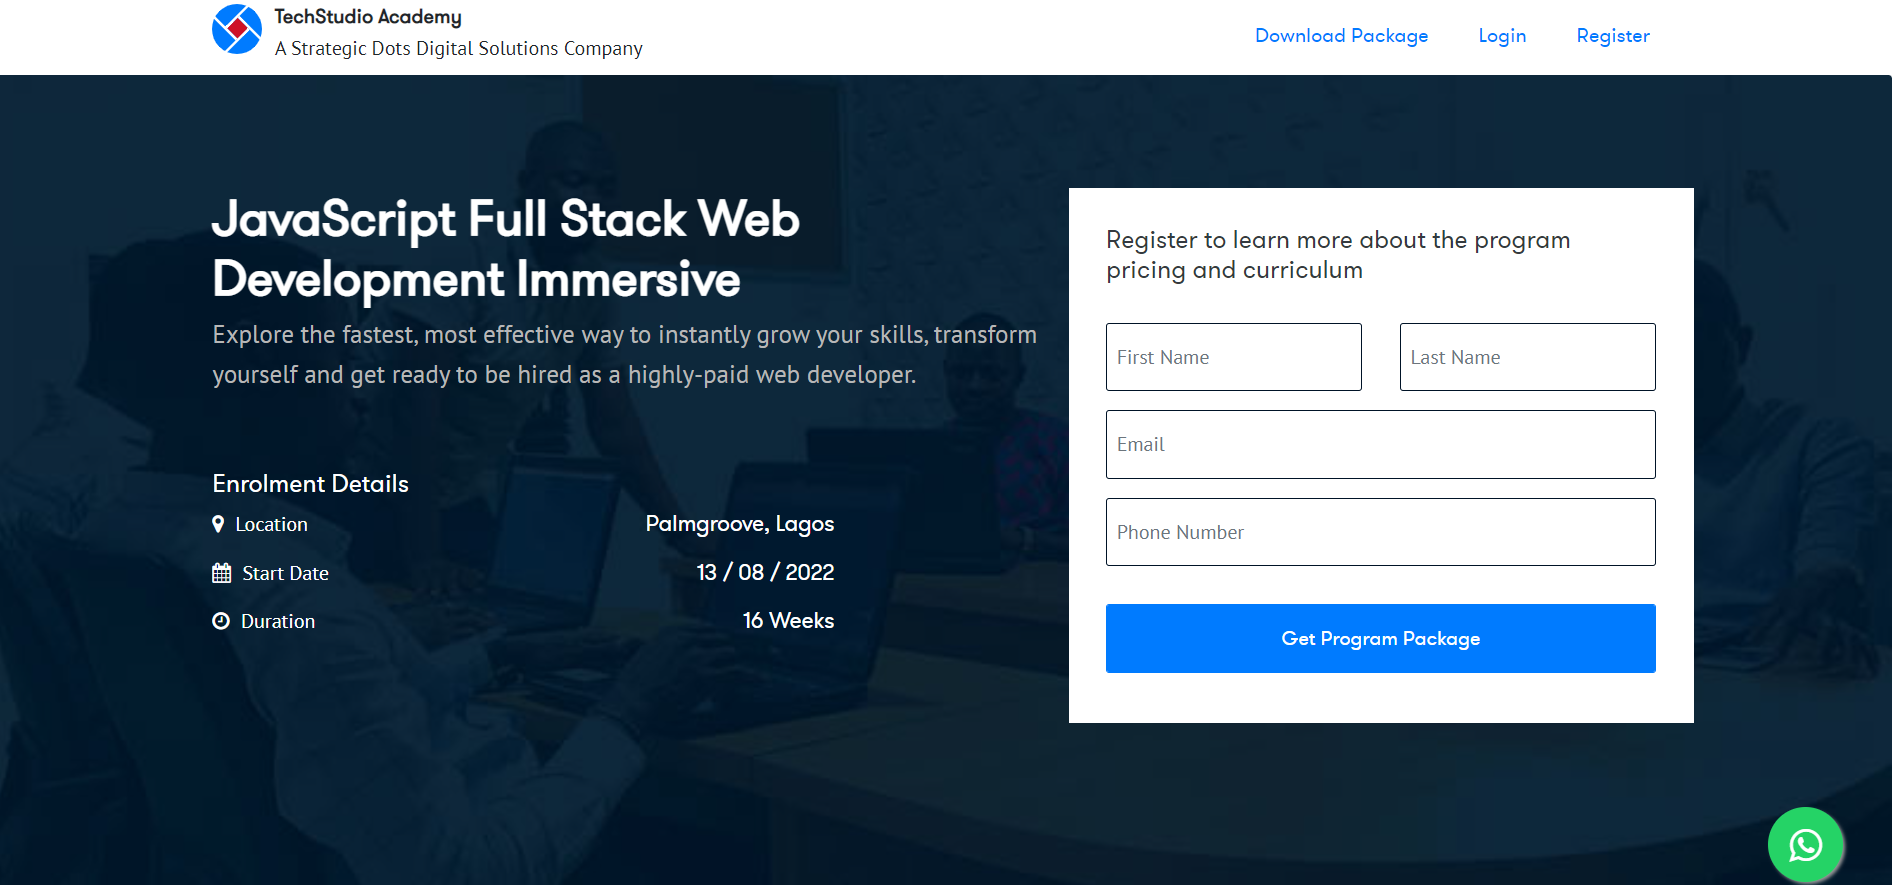 TechStudio Academy
A Strategic Dots Digital Solutions Company
Download Package
Login
Register
JavaScript Full Stack Web
Development Immersive
Explore the fastest, most effective way to instantly grow your skills, transform
yourself and get ready to be hired as a highly-paid web developer.
Enrolment Details
Location Palmgroove, Lagos
Start Date 13 / 08 / 2022
Duration 16 Weeks
Register to learn more about the program
pricing and curriculum
First Name Last Name
Email
Phone Number
Get Program Package